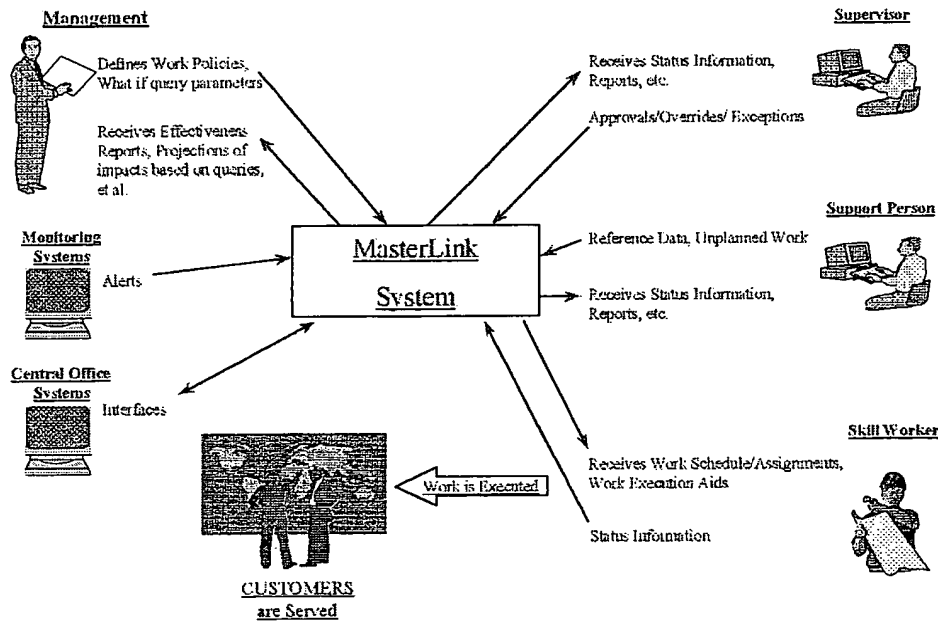 Management
Defines Work Policies,
What if query parameters
Receives Effectiveness
Reports, Projections of
impacts based on queries,
et al.
Supervisor
Receives Status Information,
Reports, etc.
Approvals/Overrides/ Exceptions
Monitoring
Systems
Alerts
MasterLink
System
Support Person
Reference Data, Unplanned Work
Receives Status Information,
Reports, etc.
Central Office
Systems
Interfaces
Skill Worker
Receives Work Schedule/Assignments,
Work Execution Aids
Status Information
Work is Executed
CUSTOMERS
are Served